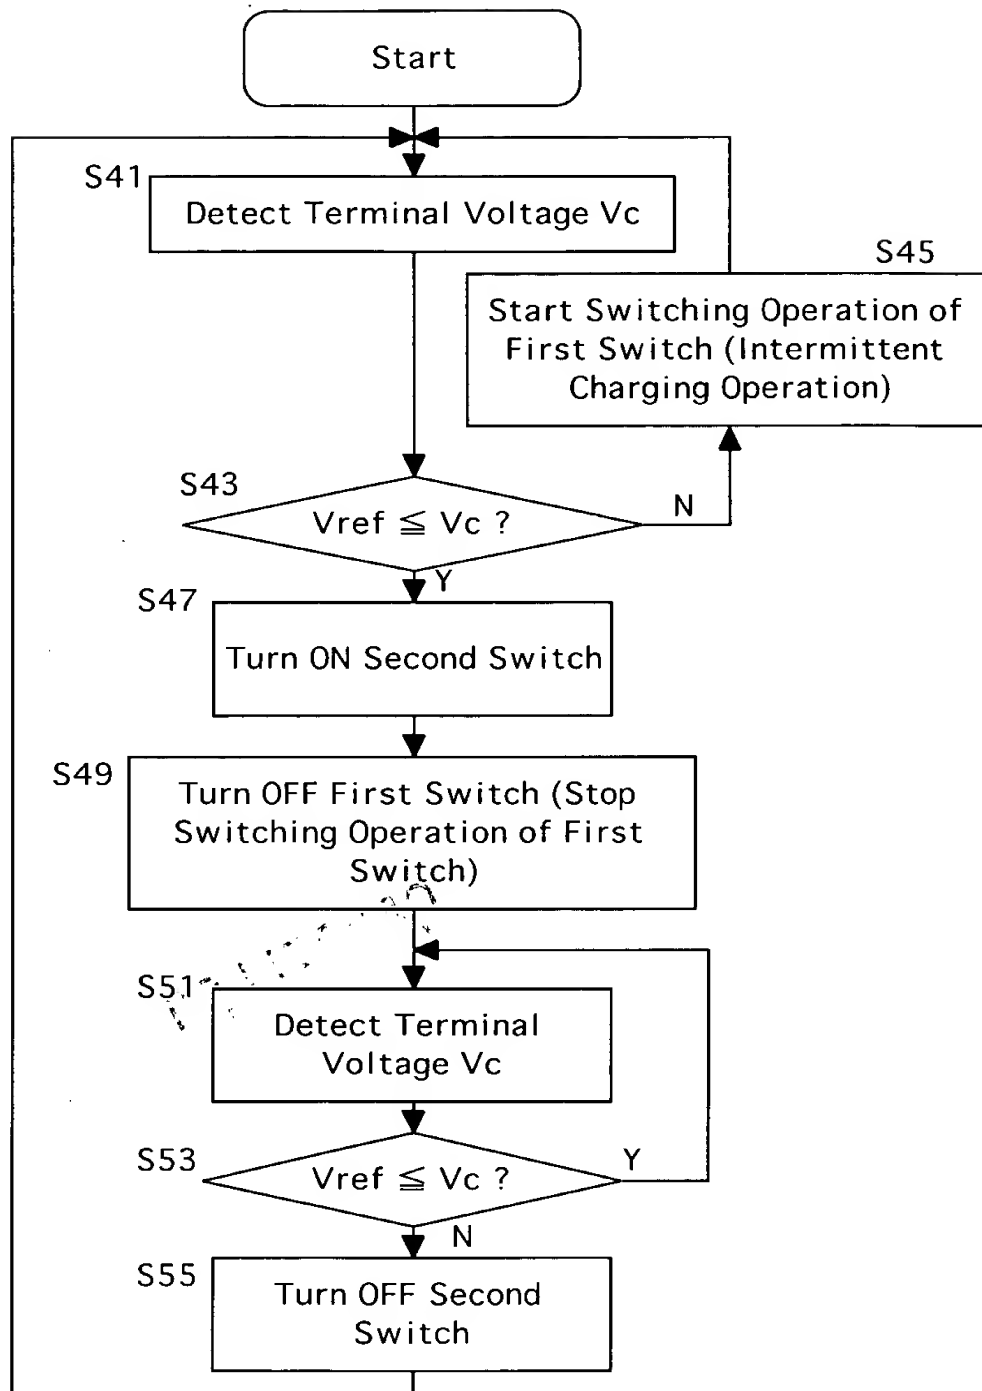 Start
S41
Detect Terminal Voltage Vc
S45
Start Switching Operation of
First Switch (Intermittent
Charging Operation)
S43
Vref ≦ Vc ?
N
Y
S47
Turn ON Second Switch
S49
Turn OFF First Switch (Stop
Switching Operation of First
Switch)
S51
Detect Terminal
Voltage Vc
S53
Vref ≦ Vc ?
Y
N
S55
Turn OFF Second
Switch